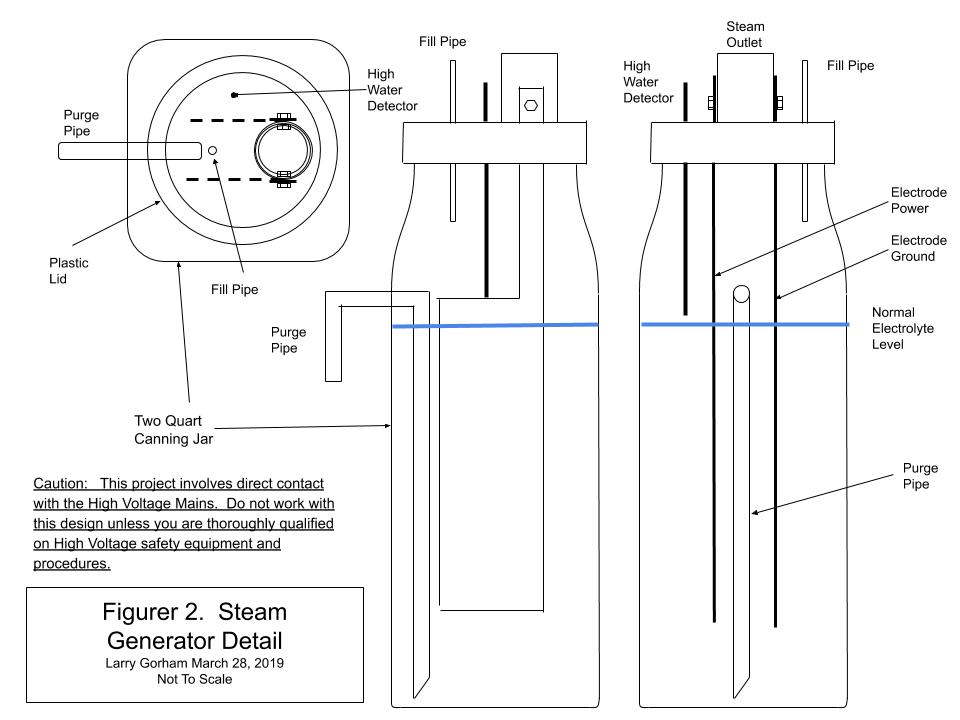 Fill Pipe
High
Water
Detector
Purge
Pipe
Plastic
Lid
Fill Pipe
Purge
Pipe
Two Quart
Canning Jar
Steam
Outlet
High
Water
Detector
Fill Pipe
Electrode
Power
Electrode
Ground
Normal
Electrolyte
Level
Purge
Pipe
Caution:   This project involves direct contact
with the High Voltage Mains.  Do not work with
this design unless you are thoroughly qualified
on High Voltage safety equipment and
procedures.
Figurer 2.  Steam
Generator Detail
Larry Gorham March 28, 2019
Not To Scale